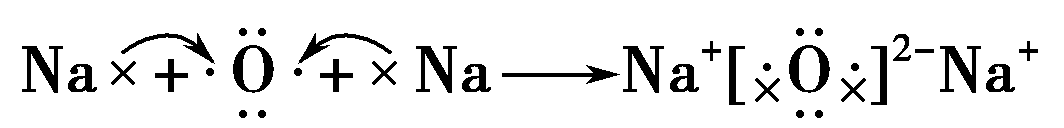 Na × + · Ö̤ · + × Na ⟶ Na⁺ [ ⨰ Ö̤ ⨰ ]²⁻ Na⁺